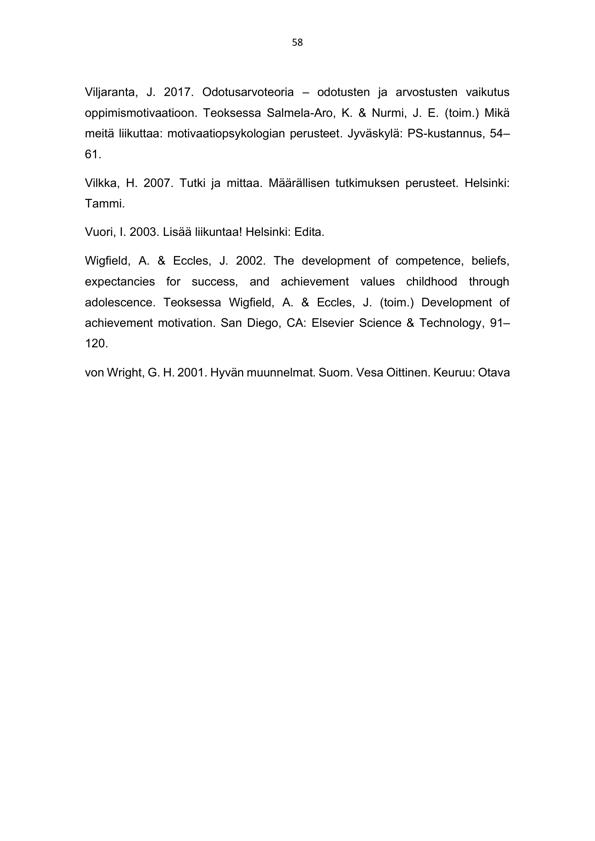 58
Viljaranta, J. 2017. Odotusarvoteoria – odotusten ja arvostusten vaikutus
oppimismotivaatioon. Teoksessa Salmela-Aro, K. & Nurmi, J. E. (toim.) Mikä
meitä liikuttaa: motivaatiopsykologian perusteet. Jyväskylä: PS-kustannus, 54–
61.
Vilkka, H. 2007. Tutki ja mittaa. Määrällisen tutkimuksen perusteet. Helsinki:
Tammi.
Vuori, I. 2003. Lisää liikuntaa! Helsinki: Edita.
Wigfield, A. & Eccles, J. 2002. The development of competence, beliefs,
expectancies for success, and achievement values childhood through
adolescence. Teoksessa Wigfield, A. & Eccles, J. (toim.) Development of
achievement motivation. San Diego, CA: Elsevier Science & Technology, 91–
120.
von Wright, G. H. 2001. Hyvän muunnelmat. Suom. Vesa Oittinen. Keuruu: Otava